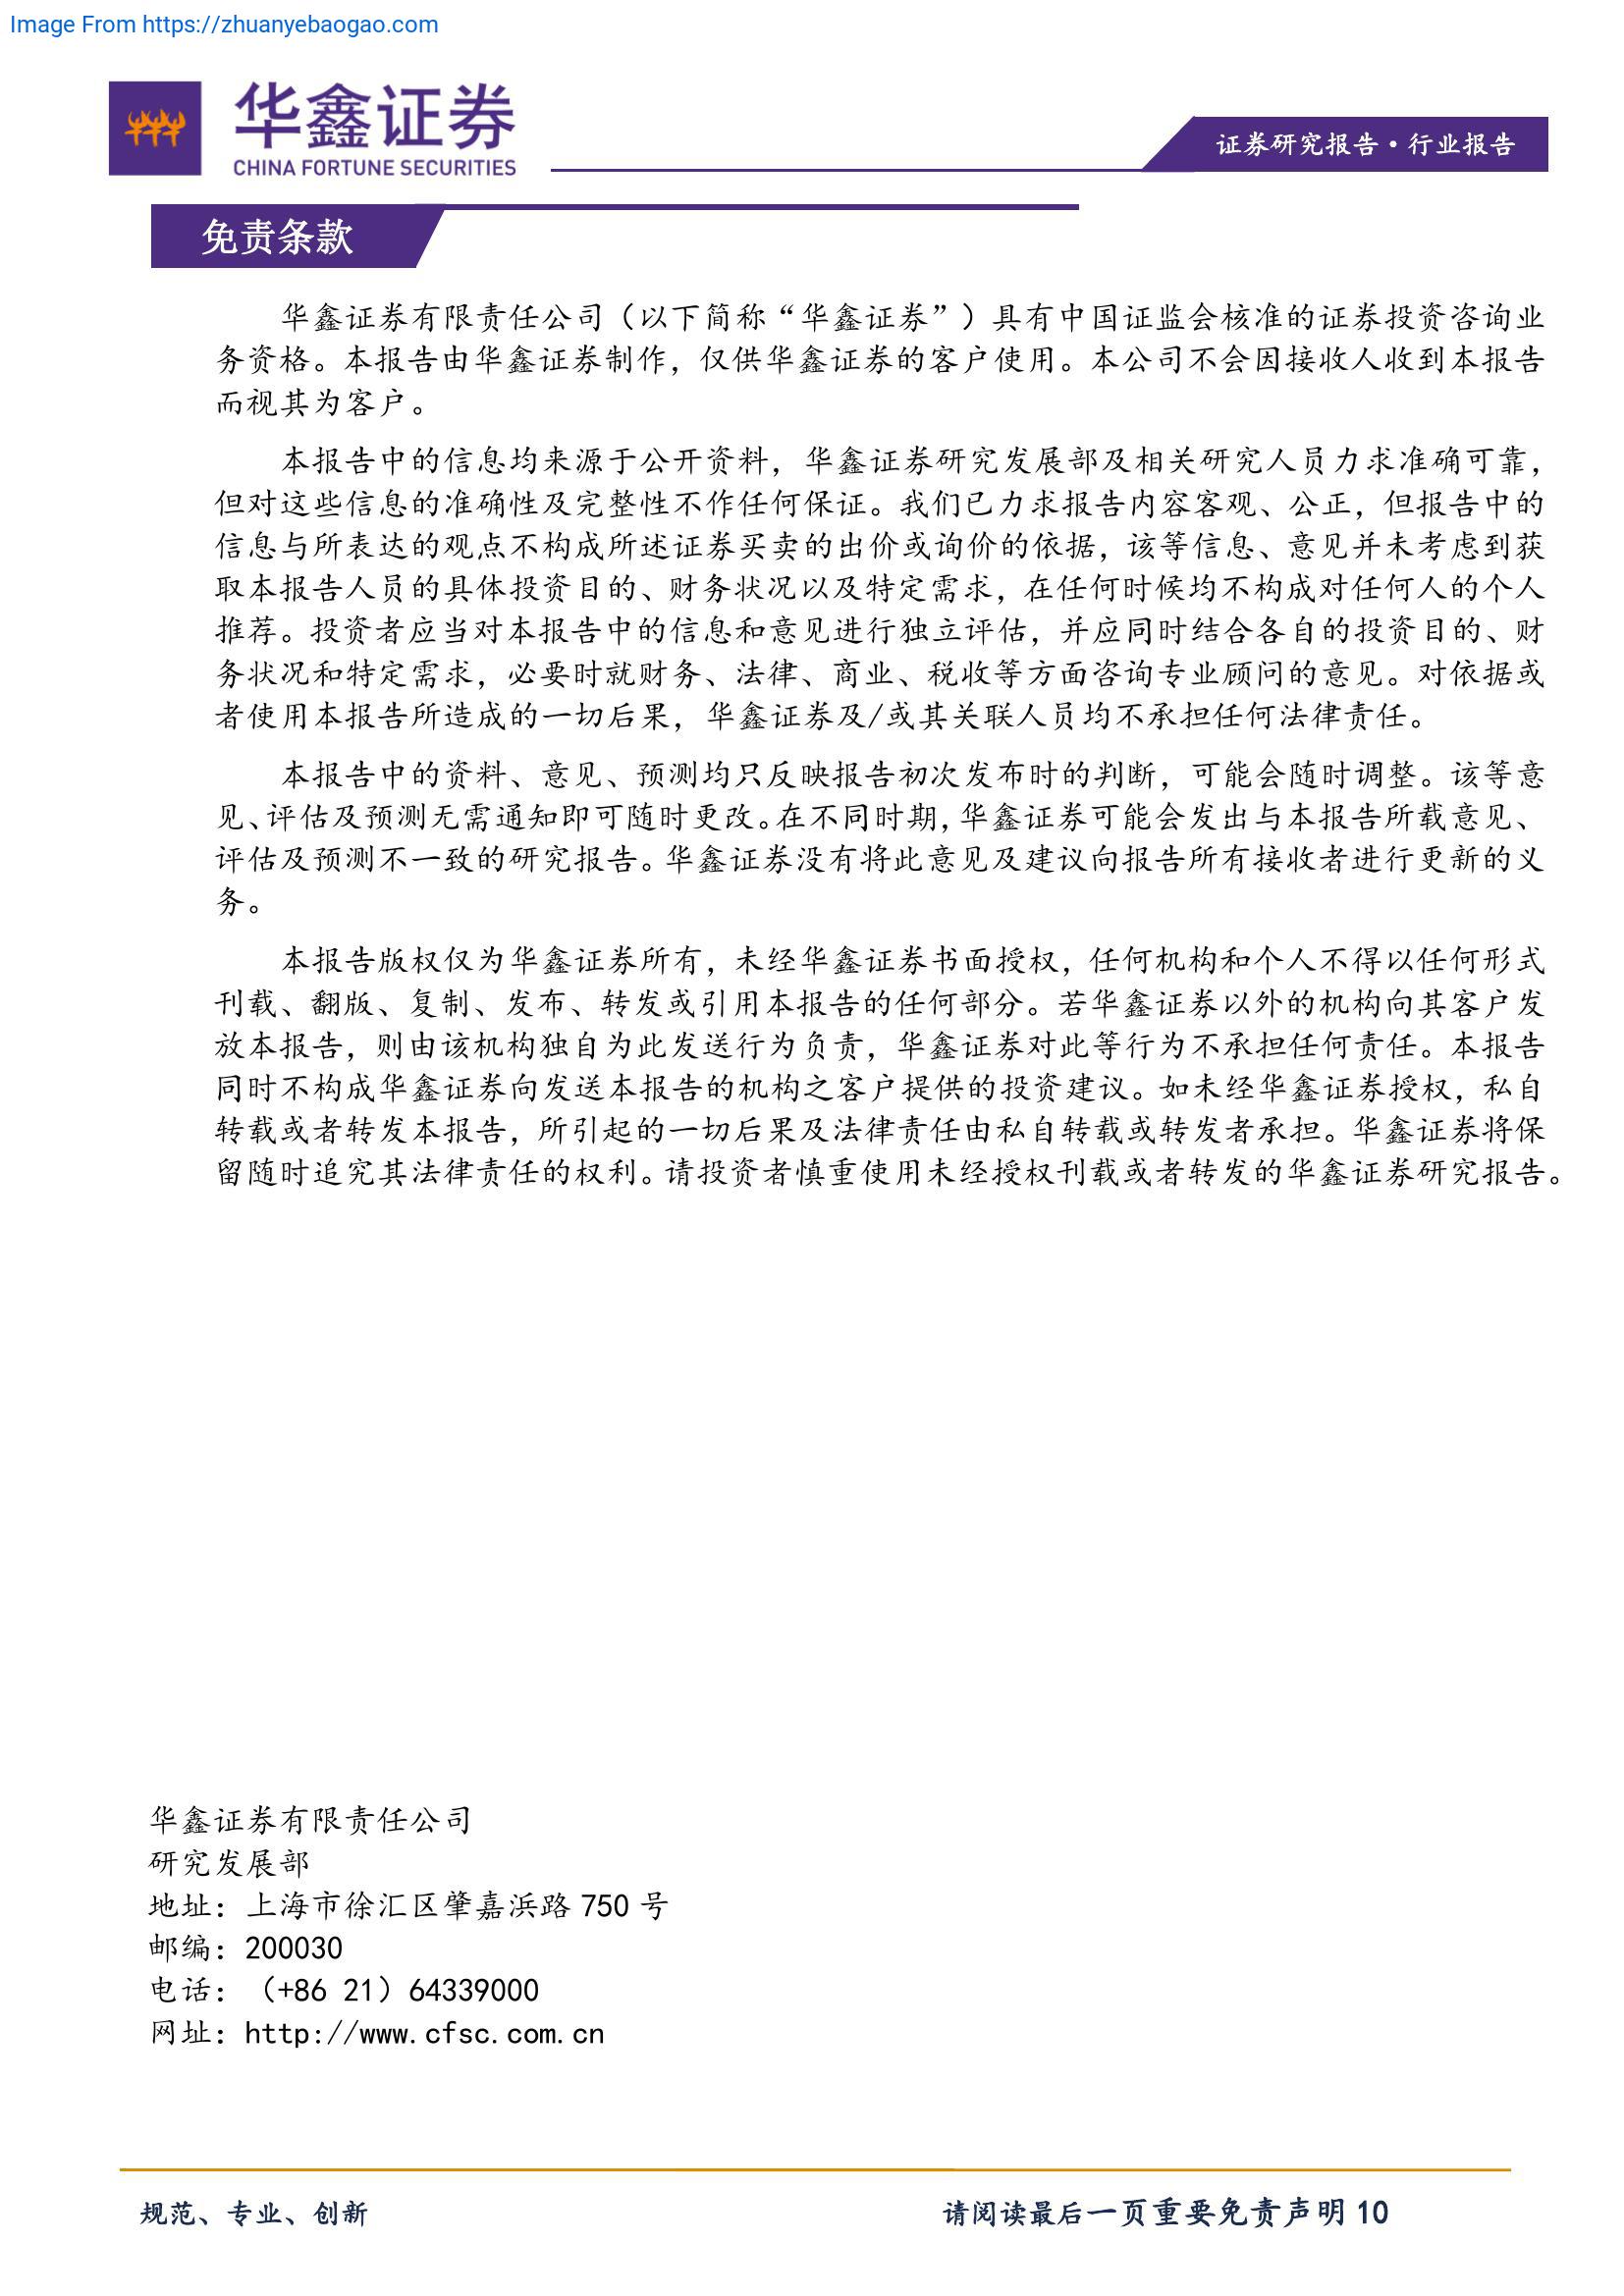 Image From https://zhuanyebaogao.com
华鑫证券
CHINA FORTUNE SECURITIES
证券研究报告·行业报告
免责条款
华鑫证券有限责任公司（以下简称“华鑫证券”）具有中国证监会核准的证券投资咨询业
务资格。本报告由华鑫证券制作，仅供华鑫证券的客户使用。本公司不会因接收人收到本报告
而视其为客户。
本报告中的信息均来源于公开资料，华鑫证券研究发展部及相关研究人员力求准确可靠，
但对这些信息的准确性及完整性不作任何保证。我们已力求报告内容客观、公正，但报告中的
信息与所表达的观点不构成所述证券买卖的出价或询价的依据，该等信息、意见并未考虑到获
取本报告人员的具体投资目的、财务状况以及特定需求，在任何时候均不构成对任何人的个人
推荐。投资者应当对本报告中的信息和意见进行独立评估，并应同时结合各自的投资目的、财
务状况和特定需求，必要时就财务、法律、商业、税收等方面咨询专业顾问的意见。对依据或
者使用本报告所造成的一切后果，华鑫证券及/或其关联人员均不承担任何法律责任。
本报告中的资料、意见、预测均只反映报告初次发布时的判断，可能会随时调整。该等意
见、评估及预测无需通知即可随时更改。在不同时期，华鑫证券可能会发出与本报告所载意见、
评估及预测不一致的研究报告。华鑫证券没有将此意见及建议向报告所有接收者进行更新的义
务。
本报告版权仅为华鑫证券所有，未经华鑫证券书面授权，任何机构和个人不得以任何形式
刊载、翻版、复制、发布、转发或引用本报告的任何部分。若华鑫证券以外的机构向其客户发
放本报告，则由该机构独自为此发送行为负责，华鑫证券对此等行为不承担任何责任。本报告
同时不构成华鑫证券向发送本报告的机构之客户提供的投资建议。如未经华鑫证券授权，私自
转载或者转发本报告，所引起的一切后果及法律责任由私自转载或转发者承担。华鑫证券将保
留随时追究其法律责任的权利。请投资者慎重使用未经授权刊载或者转发的华鑫证券研究报告。
华鑫证券有限责任公司
研究发展部
地址：上海市徐汇区肇嘉浜路 750 号
邮编：200030
电话：（+86 21）64339000
网址：http://www.cfsc.com.cn
规范、专业、创新
请阅读最后一页重要免责声明 10